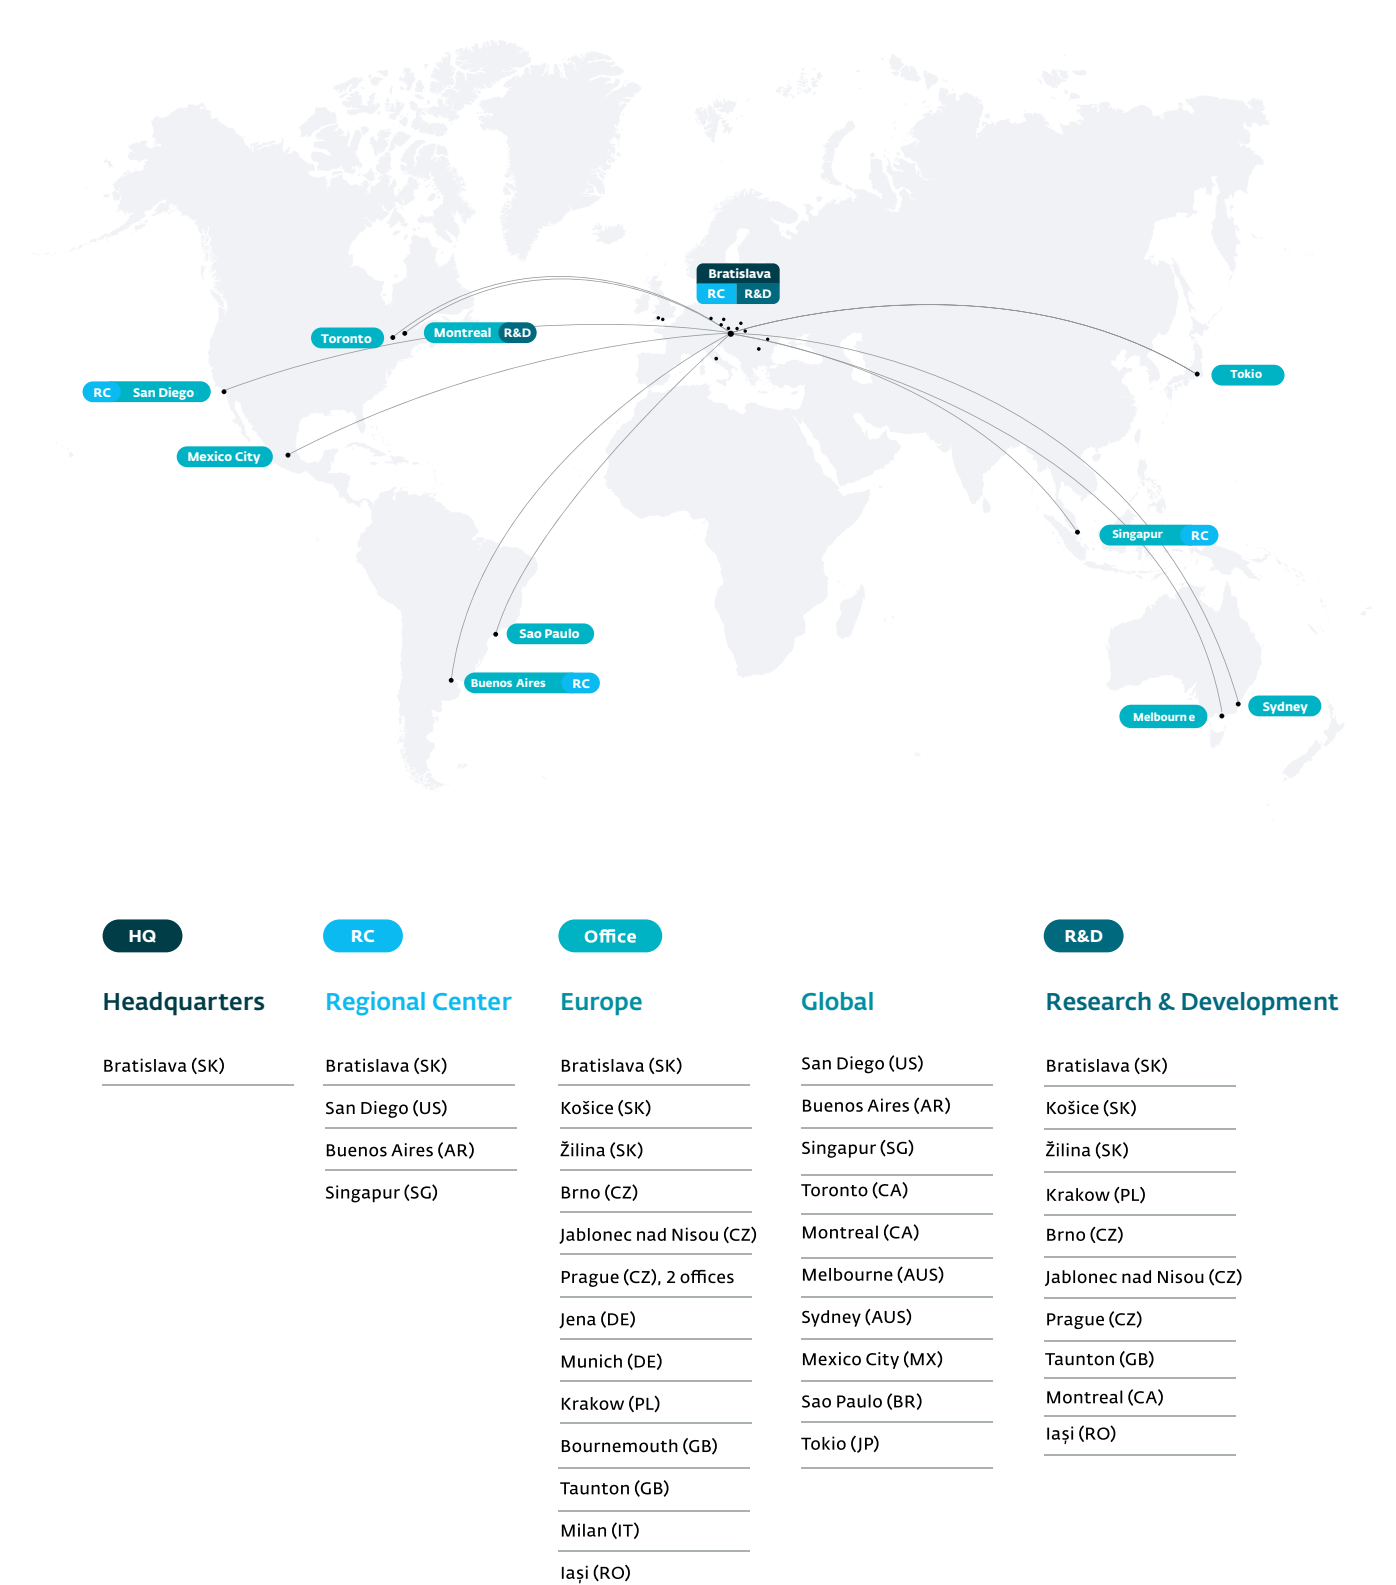 Bratislava
RC R&D
Toronto
Montreal R&D
RC San Diego
Tokio
Mexico City
Singapur RC
Sao Paulo
Buenos Aires RC
Melbourne
Sydney
HQ
RC
Office
R&D
Headquarters
Regional Center
Europe
Global
Research & Development
Bratislava (SK)
Bratislava (SK)
San Diego (US)
Buenos Aires (AR)
Singapur (SG)
Bratislava (SK)
Košice (SK)
Žilina (SK)
Brno (CZ)
Jablonec nad Nisou (CZ)
Prague (CZ), 2 offices
Jena (DE)
Munich (DE)
Krakow (PL)
Bournemouth (GB)
Taunton (GB)
Milan (IT)
Iași (RO)
San Diego (US)
Buenos Aires (AR)
Singapur (SG)
Toronto (CA)
Montreal (CA)
Melbourne (AUS)
Sydney (AUS)
Mexico City (MX)
Sao Paulo (BR)
Tokio (JP)
Bratislava (SK)
Košice (SK)
Žilina (SK)
Krakow (PL)
Brno (CZ)
Jablonec nad Nisou (CZ)
Prague (CZ)
Taunton (GB)
Montreal (CA)
Iași (RO)